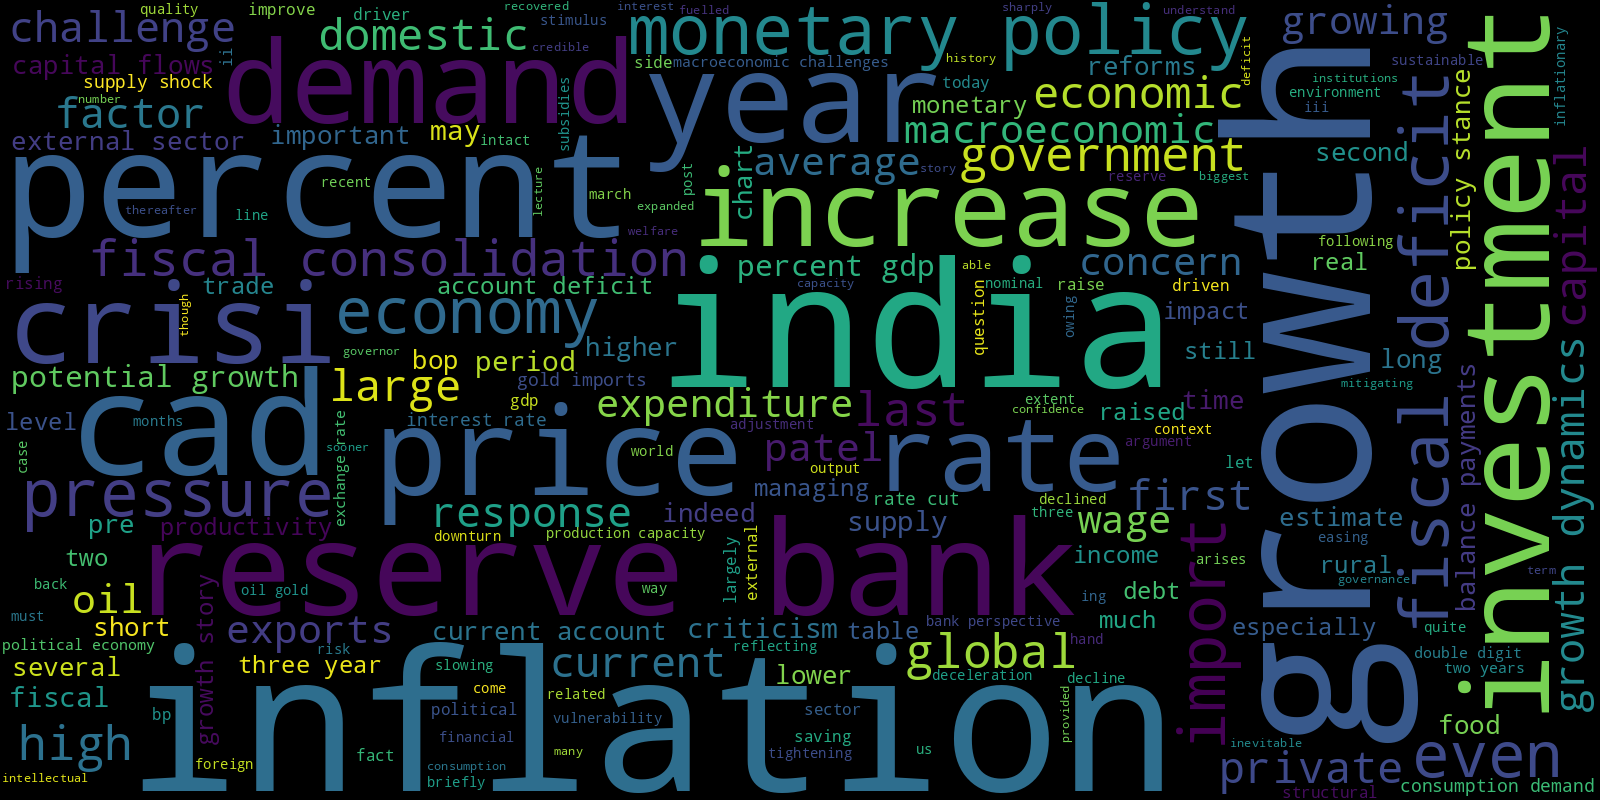 challenge
quality
improve
driver
recovered
stimulus
interest
fuelled
sharply
understand
growing
domestic
credible
monetary policy
history
deficit
capital flows
ii
demand
side
macroeconomic challenges
year
reforms
sustainable
inflationary
supply shock
number
factor
subsidies
today
institutions
environment
iii
economic
monetary
external sector
important
may
intact
macroeconomic
government
second
policy stance
investment
percent
recent
thereafter
line
lecture
march
post
expanded
welfare
chart
average
story
reserve
biggest
increase
growth
fiscal deficit
capital
fiscal consolidation
percent gdp
able
concern
following
real
rising
trade
account deficit
capacity
nominal
raise
driven
crisi
though
economy
india
question
owing
impact
governor
higher
still
long
potential growth
bop
period
large
gold imports
gdp
mitigating
level
cad
months
exchange rate
sooner
interest rate
expenditure
adjustment
last
extent
confidence
raised
time
context
argument
balance payments
growth dynamics
case
price
world
patel
output
rate
let
pressure
managing
rate cut
declined
three
first
pre
productivity
response
indeed
supply
wage
estimate
easing
two
downturn
production capacity
reserve bank
largely
external
income
arises
import
rural
governance
term
back
oil
growth story
oil gold
way
ing
debt
must
short
exports
current account
criticism
table
bank perspective
much
especially
quite
political economy
risk
reflecting
hand
several
three year
slowing
current
lower
global
deceleration
decline
double digit
two years
fiscal
come
related
bp
inflation
political
vulnerability
sector
provided
food
high
fact
financial
many
saving
tightening
us
inevitable
even
foreign
consumption
briefly
private
intellectual
structural
consumption demand